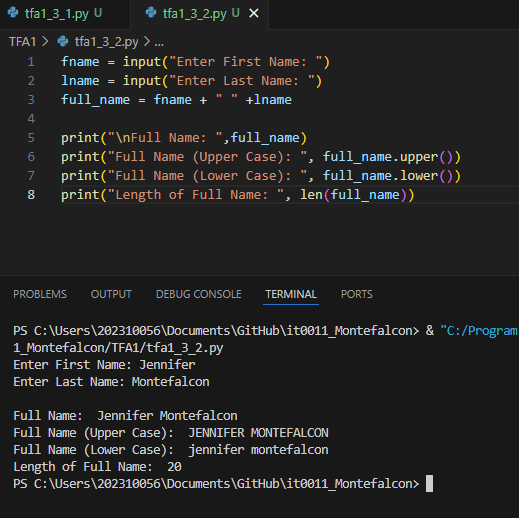 tfa1_3_1.py U tfa1_3_2.py U
TFA1 > tfa1_3_2.py > ...
1 fname = input("Enter First Name: ")
2 lname = input("Enter Last Name: ")
3 full_name = fname + " " +lname
4
5 print("\nFull Name: ",full_name)
6 print("Full Name (Upper Case): ", full_name.upper())
7 print("Full Name (Lower Case): ", full_name.lower())
8 print("Length of Full Name: ", len(full_name))
PROBLEMS OUTPUT DEBUG CONSOLE TERMINAL PORTS
PS C:\Users\202310056\Documents\GitHub\it0011_Montefalcon> & "C:/Program
1_Montefalcon/TFA1/tfa1_3_2.py
Enter First Name: Jennifer
Enter Last Name: Montefalcon
Full Name:  Jennifer Montefalcon
Full Name (Upper Case):  JENNIFER MONTEFALCON
Full Name (Lower Case):  jennifer montefalcon
Length of Full Name:  20
PS C:\Users\202310056\Documents\GitHub\it0011_Montefalcon>